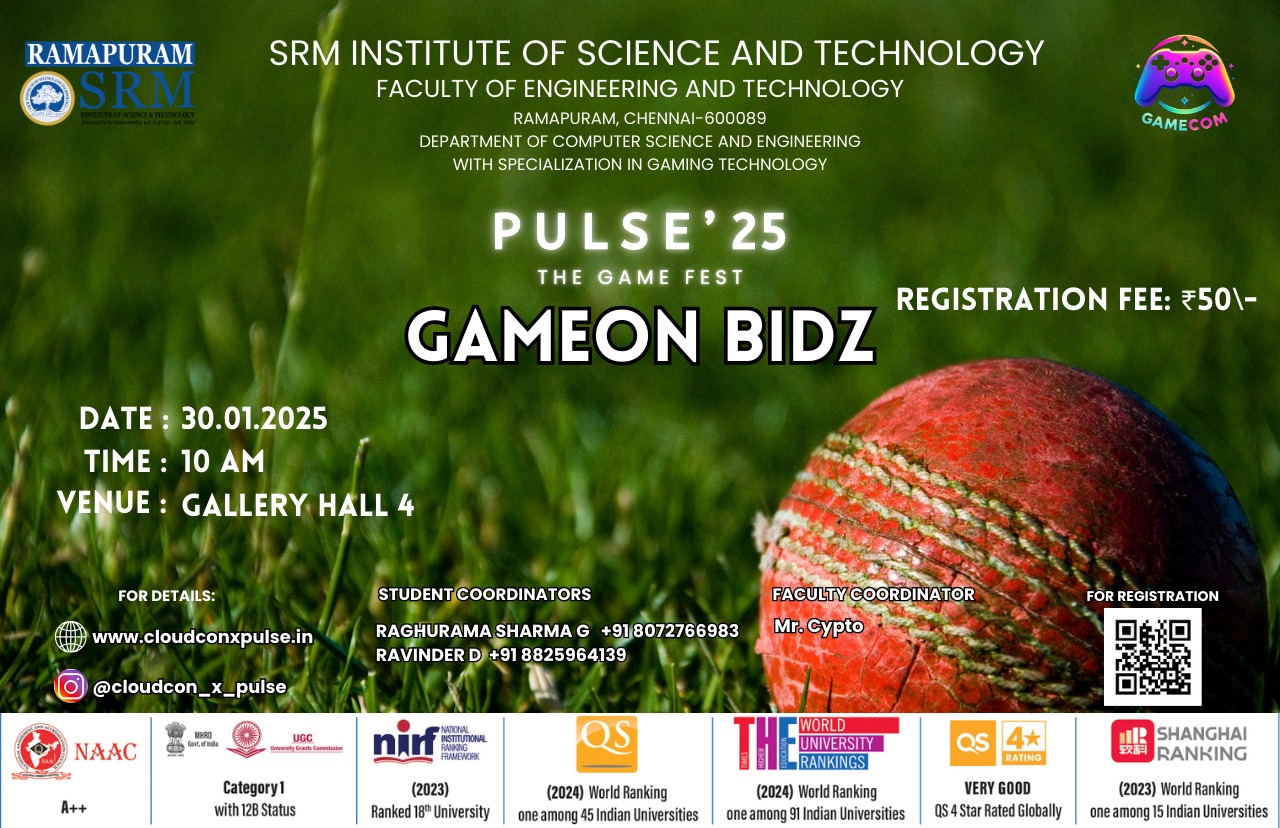 RAMAPURAM
SRM
INSTITUTE OF SCIENCE & TECHNOLOGY
SRM INSTITUTE OF SCIENCE AND TECHNOLOGY
FACULTY OF ENGINEERING AND TECHNOLOGY
RAMAPURAM, CHENNAI-600089
DEPARTMENT OF COMPUTER SCIENCE AND ENGINEERING
WITH SPECIALIZATION IN GAMING TECHNOLOGY
GAMECOM
PULSE'25
THE GAME FEST
GAMEON BIDZ
REGISTRATION FEE: ₹50\-
DATE : 30.01.2025
TIME : 10 AM
VENUE : GALLERY HALL 4
FOR DETAILS:
www.cloudconxpulse.in
@cloudcon_x_pulse
STUDENT COORDINATORS
RAGHURAMA SHARMA G +91 8072766983
RAVINDER D +91 8825964139
FACULTY COORDINATOR
Mr. Cypto
FOR REGISTRATION
NAAC
A++
MHRD
Govt. of India
UGC
University Grants Commission
Category 1
with 12B Status
nirf
NATIONAL
INSTITUTIONAL
RANKING
FRAMEWORK
(2023)
Ranked 18th University
QS
(2024) World Ranking
one among 45 Indian Universities
TIMES
HIGHER
EDUCATION
THE
WORLD
UNIVERSITY
RANKINGS
(2024) World Ranking
one among 91 Indian Universities
QS
4★
RATING
VERY GOOD
QS 4 Star Rated Globally
软科
SHANGHAI
RANKING
(2023) World Ranking
one among 15 Indian Universities